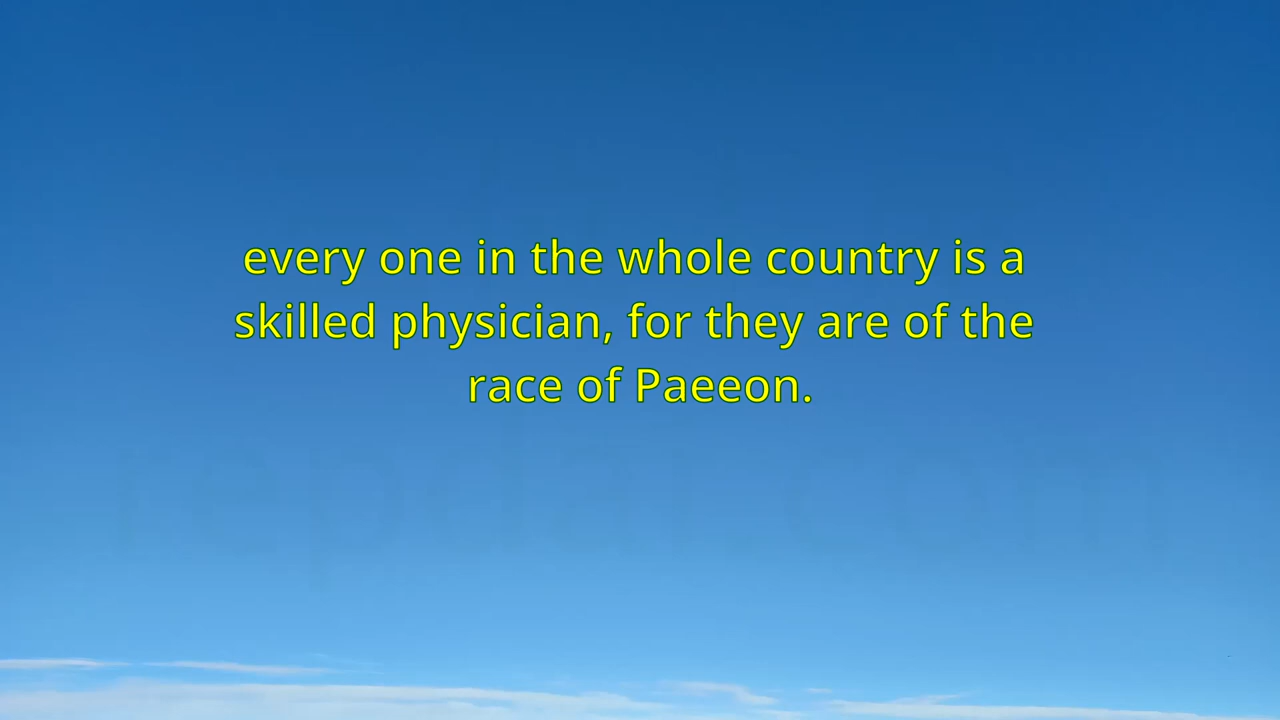 every one in the whole country is a
skilled physician, for they are of the
race of Paeeon.